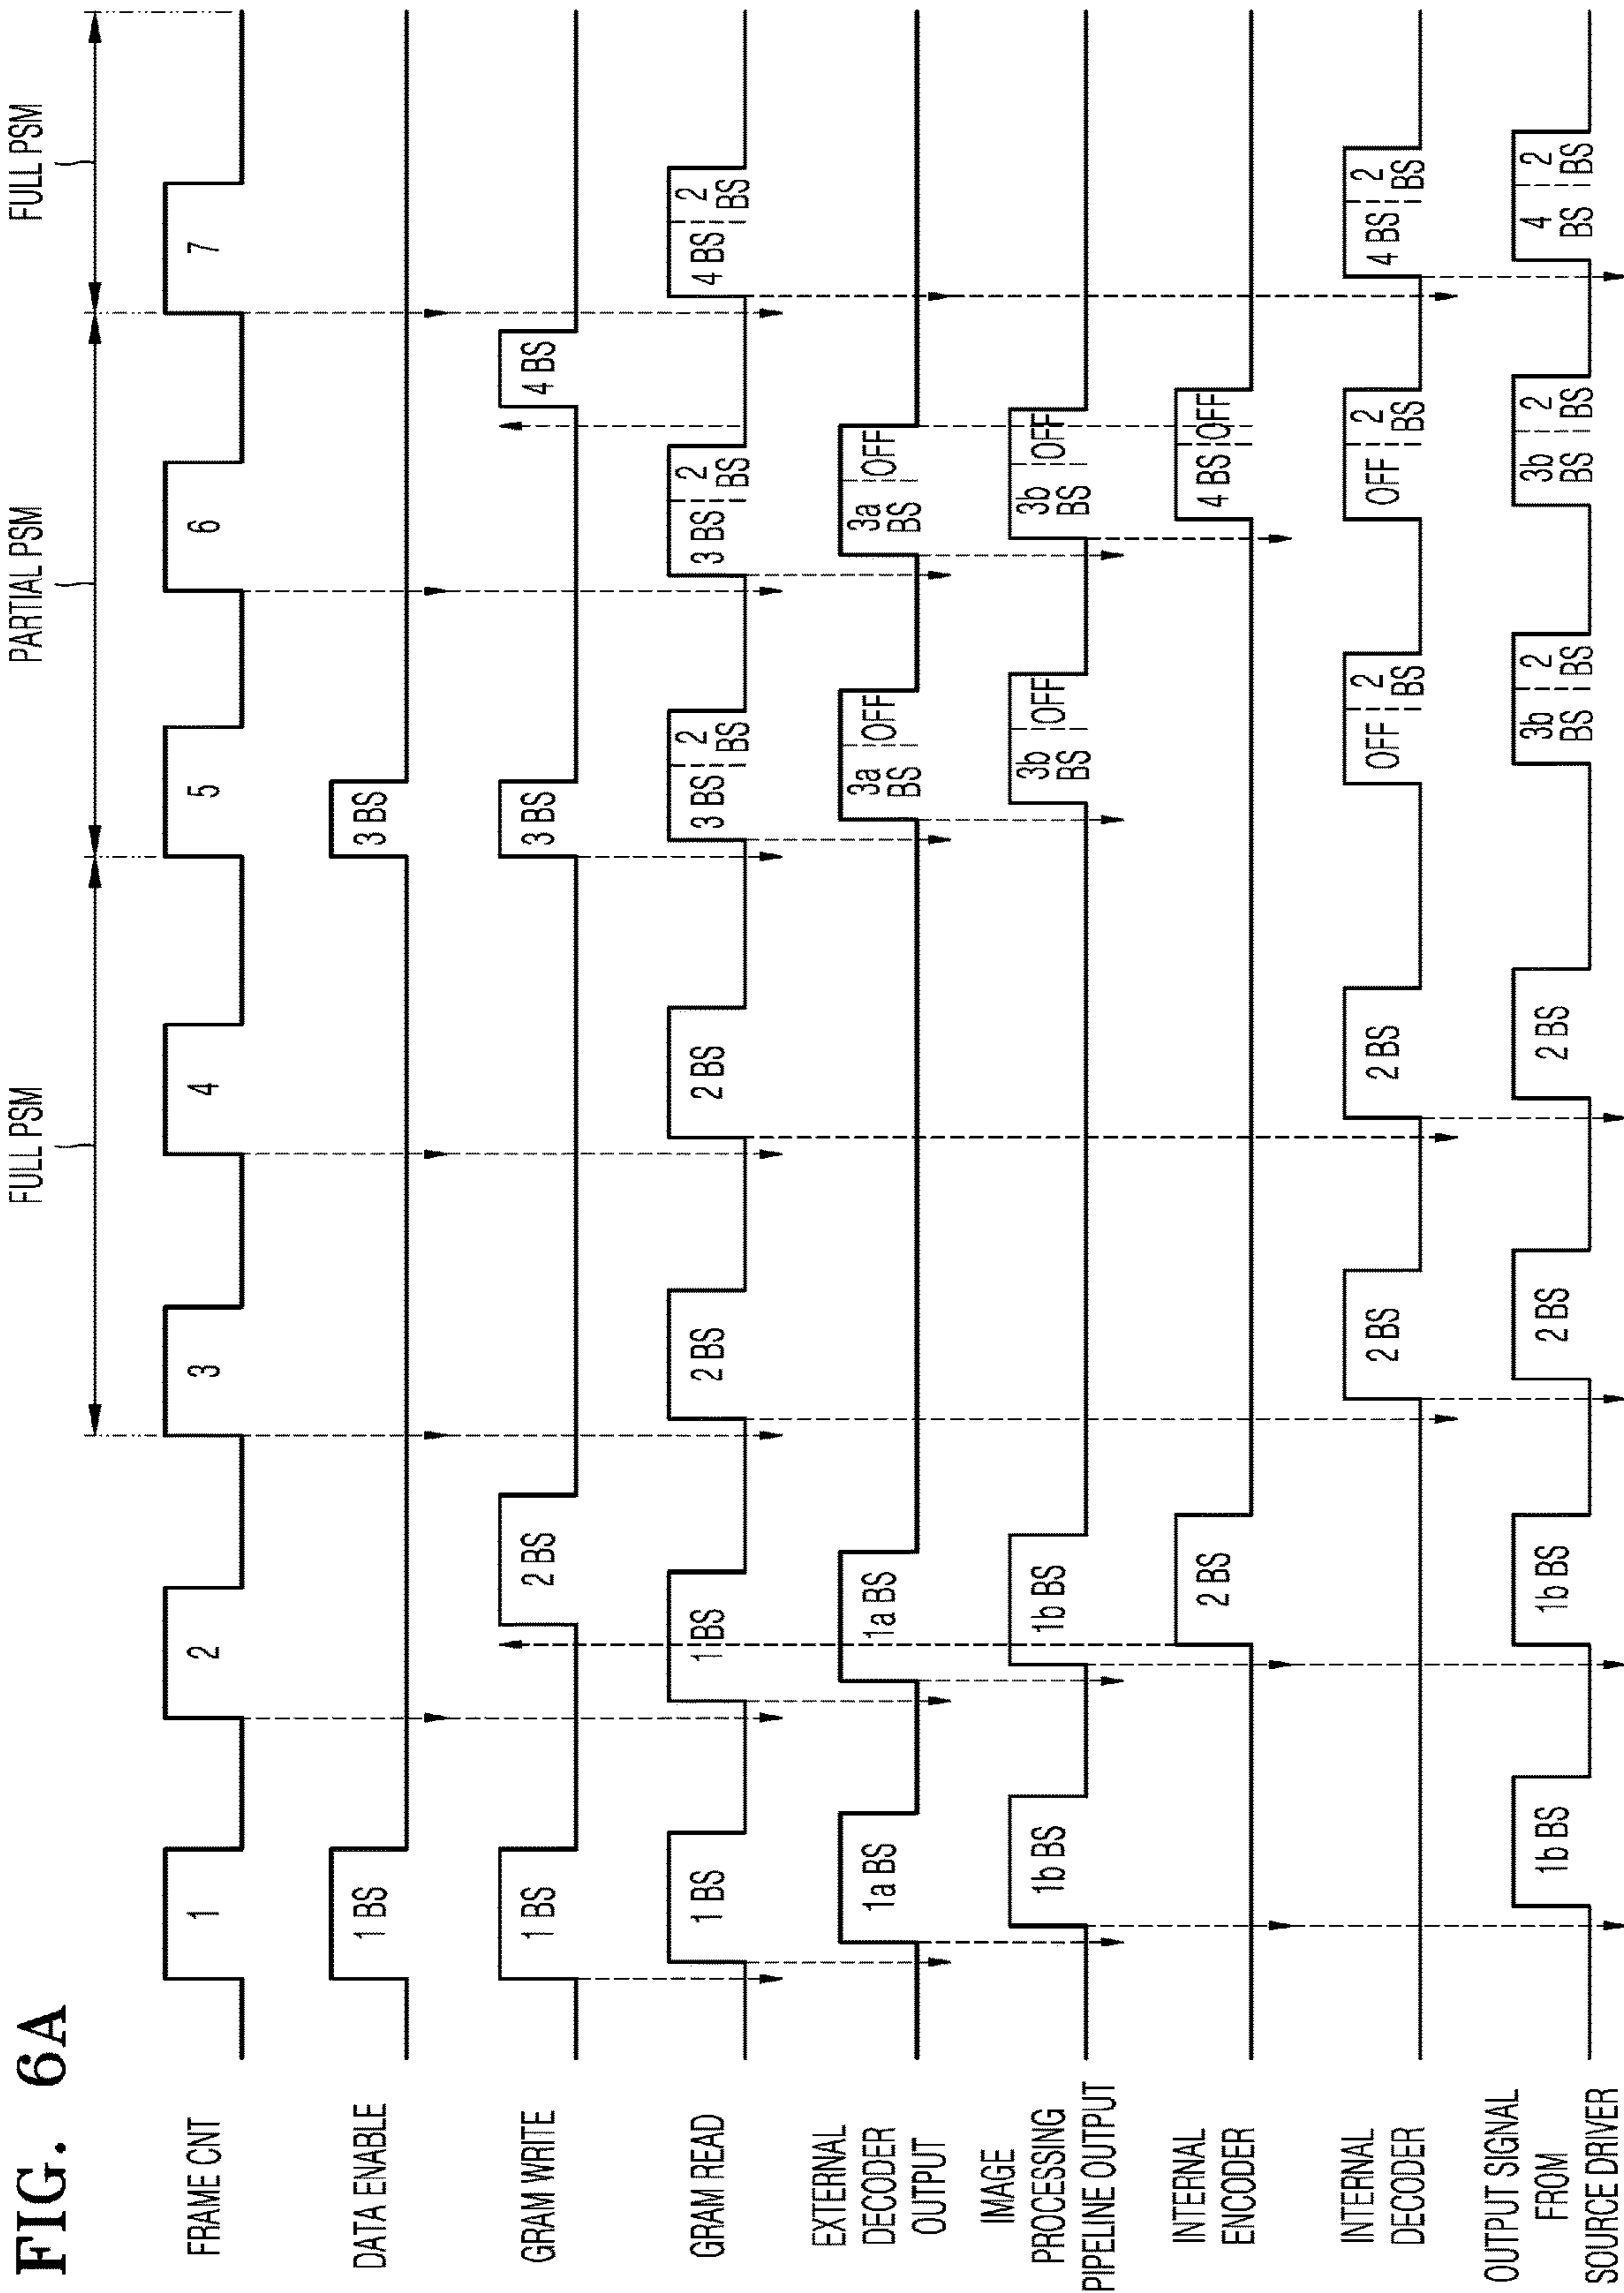 FIG. 6A
FULL PSM
PARTIAL PSM
FULL PSM
FRAME CNT
1
2
3
4
5
6
7
DATA ENABLE
1 BS
3 BS
GRAM WRITE
1 BS
2 BS
3 BS
4 BS
GRAM READ
1 BS
1 BS
2 BS
2 BS
3 BS
2
BS
3 BS
2
BS
4 BS
2
BS
EXTERNAL
DECODER
OUTPUT
1a BS
1a BS
3a
BS
OFF
3a
BS
OFF
IMAGE
PROCESSING
PIPELINE OUTPUT
1b BS
1b BS
3b
BS
OFF
3b
BS
OFF
INTERNAL
ENCODER
2 BS
4 BS
OFF
INTERNAL
DECODER
2 BS
2 BS
OFF
2
BS
OFF
2
BS
4 BS
2
BS
OUTPUT SIGNAL
FROM
SOURCE DRIVER
1b BS
1b BS
2 BS
2 BS
3b
BS
2
BS
3b
BS
2
BS
4
BS
2
BS